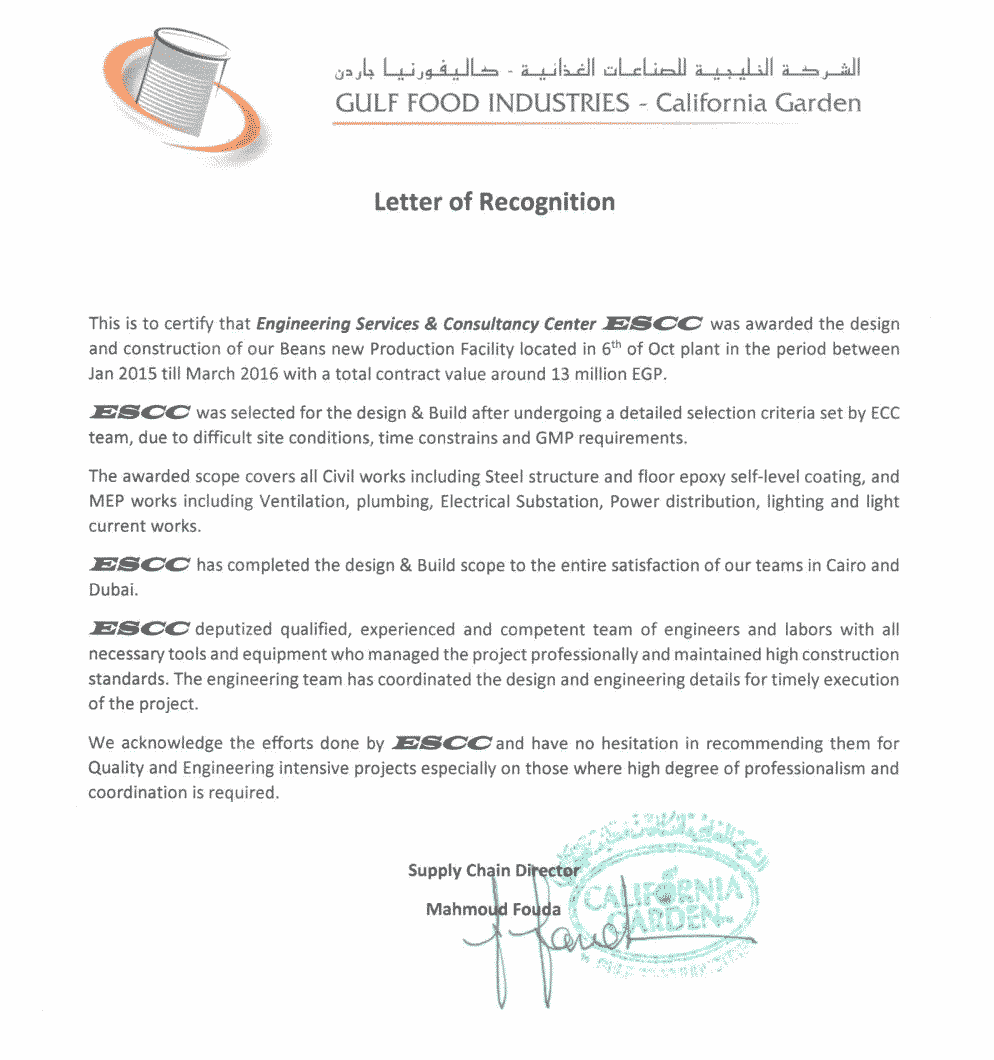 الشركة الخليجية للصناعات الغذائية - كاليفورنيا جاردن
GULF FOOD INDUSTRIES - California Garden
Letter of Recognition
This is to certify that Engineering Services & Consultancy Center ESCC was awarded the design
and construction of our Beans new Production Facility located in 6th of Oct plant in the period between
Jan 2015 till March 2016 with a total contract value around 13 million EGP.
ESCC was selected for the design & Build after undergoing a detailed selection criteria set by ECC
team, due to difficult site conditions, time constrains and GMP requirements.
The awarded scope covers all Civil works including Steel structure and floor epoxy self-level coating, and
MEP works including Ventilation, plumbing, Electrical Substation, Power distribution, lighting and light
current works.
ESCC has completed the design & Build scope to the entire satisfaction of our teams in Cairo and
Dubai.
ESCC deputized qualified, experienced and competent team of engineers and labors with all
necessary tools and equipment who managed the project professionally and maintained high construction
standards. The engineering team has coordinated the design and engineering details for timely execution
of the project.
We acknowledge the efforts done by ESCC and have no hesitation in recommending them for
Quality and Engineering intensive projects especially on those where high degree of professionalism and
coordination is required.
Supply Chain Director
Mahmoud Fouda
CALIFORNIA
GARDEN